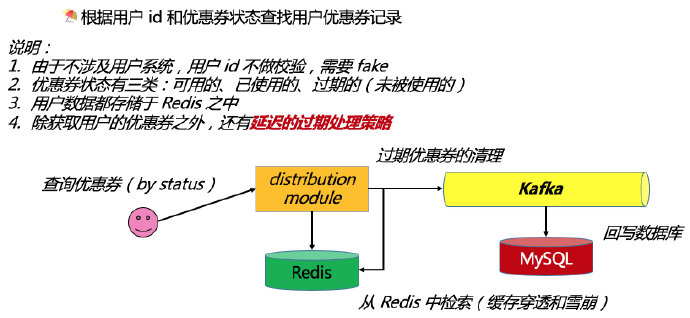 根据用户 id 和优惠券状态查找用户优惠券记录
说明：
1. 由于不涉及用户系统，用户 id 不做校验，需要 fake
2. 优惠券状态有三类：可用的、已使用的、过期的（未被使用的）
3. 用户数据都存储于 Redis 之中
4. 除获取用户的优惠券之外，还有延迟的过期处理策略
过期优惠券的清理
查询优惠券（by status）
distribution
module
Kafka
回写数据库
Redis
MySQL
从 Redis 中检索（缓存穿透和雪崩）